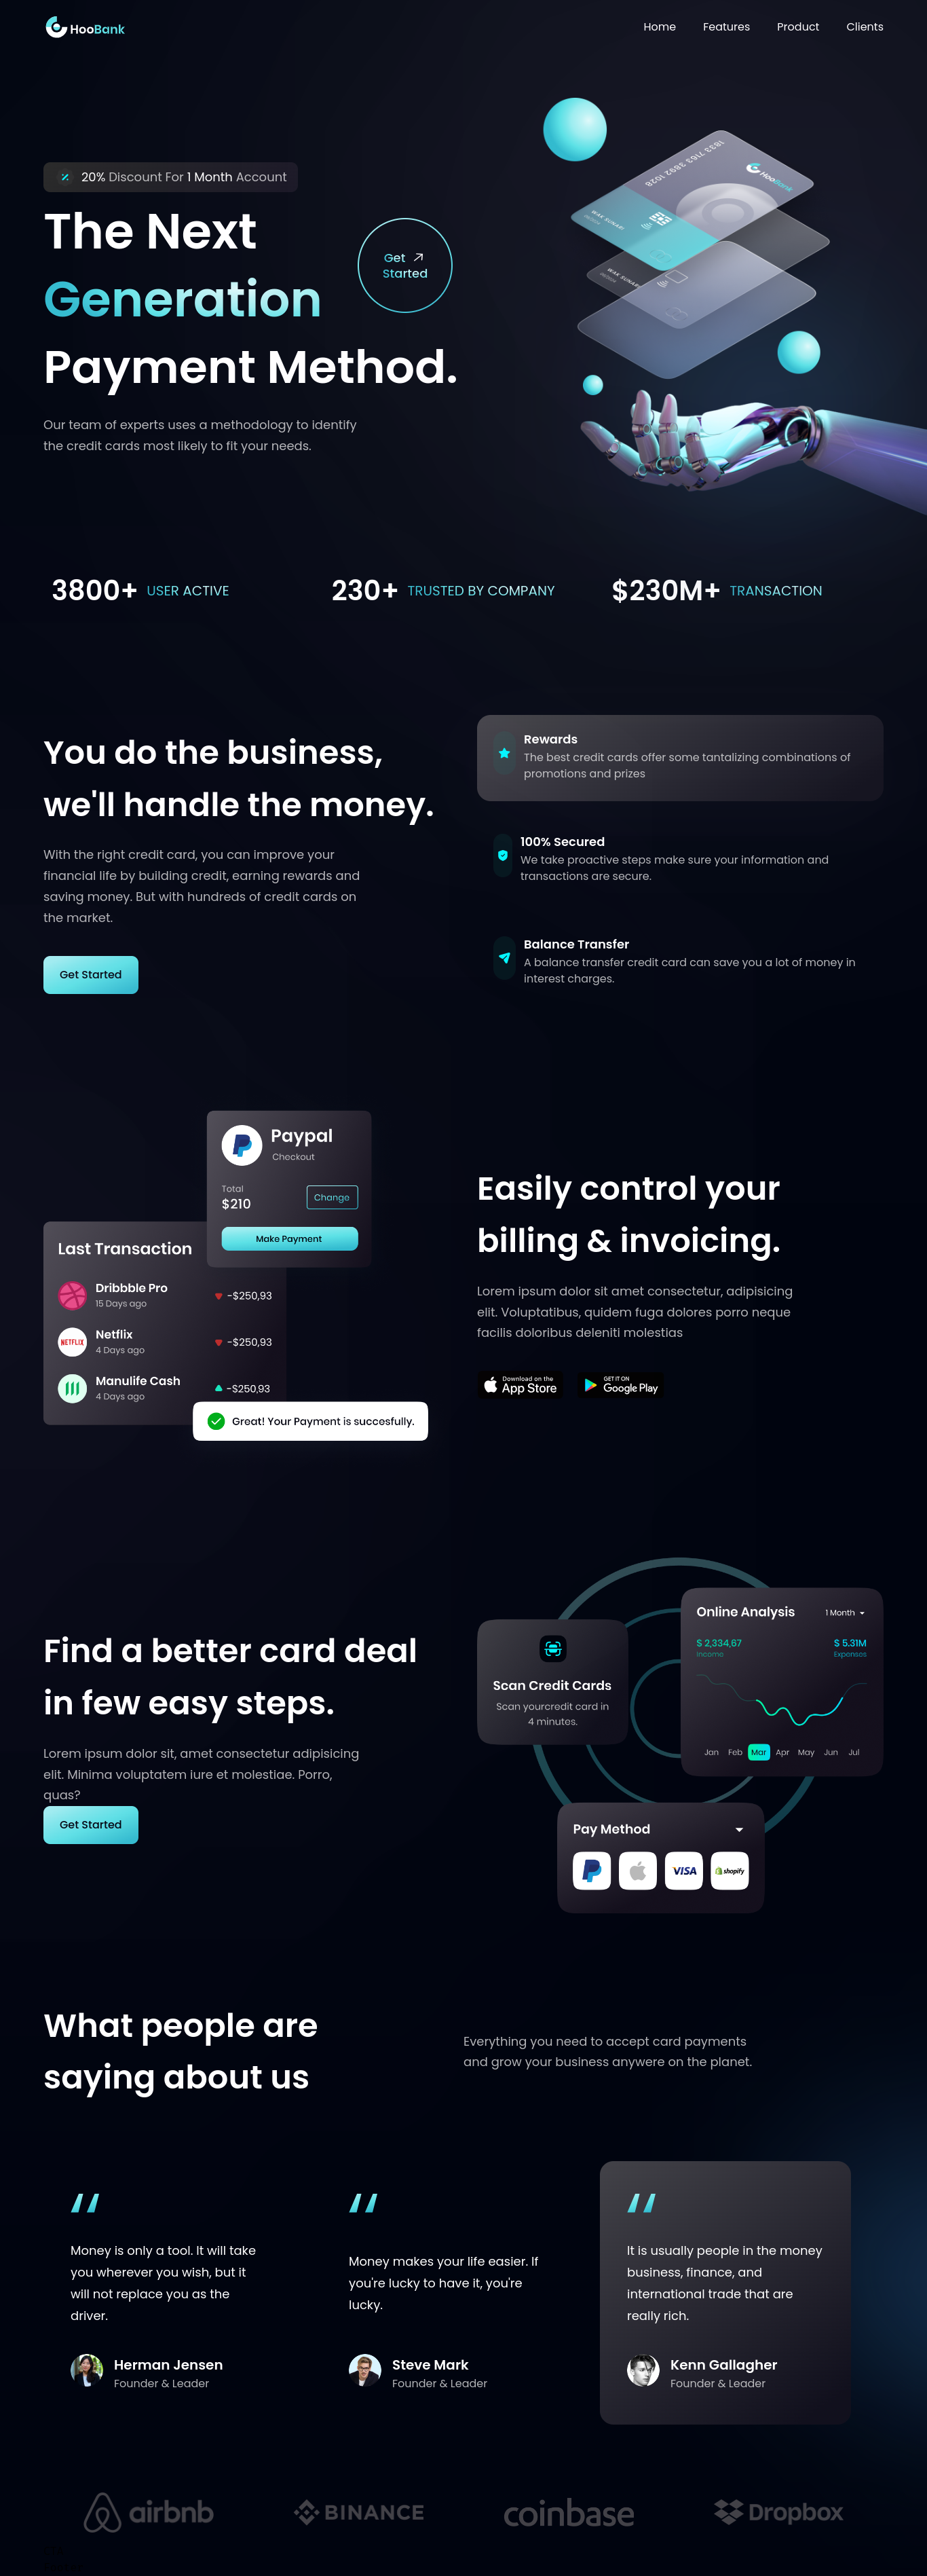 HooBank
Home Features Product Clients
20% Discount For 1 Month Account
The Next
Generation
Payment Method.
Get
Started
Our team of experts uses a methodology to identify
the credit cards most likely to fit your needs.
1833 7163 3892 1028
HooBank
WAK SUNARI
WAK SUNARI
3800+ USER ACTIVE
230+ TRUSTED BY COMPANY
$230M+ TRANSACTION
You do the business,
we'll handle the money.
With the right credit card, you can improve your
financial life by building credit, earning rewards and
saving money. But with hundreds of credit cards on
the market.
Get Started
Rewards
The best credit cards offer some tantalizing combinations of
promotions and prizes
100% Secured
We take proactive steps make sure your information and
transactions are secure.
Balance Transfer
A balance transfer credit card can save you a lot of money in
interest charges.
Paypal
Checkout
Total
$210
Change
Make Payment
Last Transaction
Dribbble Pro
15 Days ago
-$250,93
NETFLIX
Netflix
4 Days ago
-$250,93
Manulife Cash
4 Days ago
-$250,93
Great! Your Payment is succesfully.
Easily control your
billing & invoicing.
Lorem ipsum dolor sit amet consectetur, adipisicing
elit. Voluptatibus, quidem fuga dolores porro neque
facilis doloribus deleniti molestias
Download on the
App Store
GET IT ON
Google Play
Find a better card deal
in few easy steps.
Lorem ipsum dolor sit, amet consectetur adipisicing
elit. Minima voluptatem iure et molestiae. Porro,
quas?
Get Started
Scan Credit Cards
Scan yourcredit card in
4 minutes.
Online Analysis
1 Month
$ 2,334,67
Income
$ 5.31M
Expenses
Jan Feb Mar Apr May Jun Jul
Pay Method
VISA
shopify
What people are
saying about us
Everything you need to accept card payments
and grow your business anywere on the planet.
Money is only a tool. It will take
you wherever you wish, but it
will not replace you as the
driver.
Herman Jensen
Founder & Leader
Money makes your life easier. If
you're lucky to have it, you're
lucky.
Steve Mark
Founder & Leader
It is usually people in the money
business, finance, and
international trade that are
really rich.
Kenn Gallagher
Founder & Leader
airbnb
BINANCE
coinbase
Dropbox